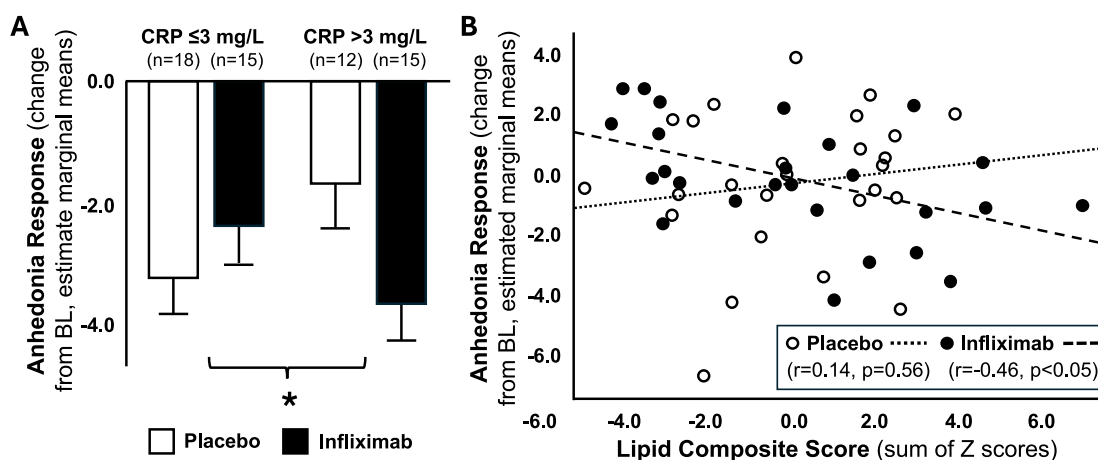 A
Anhedonia Response (change
from BL, estimate marginal means)
CRP ≤3 mg/L CRP >3 mg/L
(n=18) (n=15) (n=12) (n=15)
0.0
-2.0
-4.0
*
Placebo Infliximab
B
Anhedonia Response (change
from BL, estimated marginal means)
4.0
2.0
0.0
-2.0
-4.0
-6.0
Placebo Infliximab
(r=0.14, p=0.56) (r=-0.46, p<0.05)
-6.0 -4.0 -2.0 0.0 2.0 4.0 6.0
Lipid Composite Score (sum of Z scores)